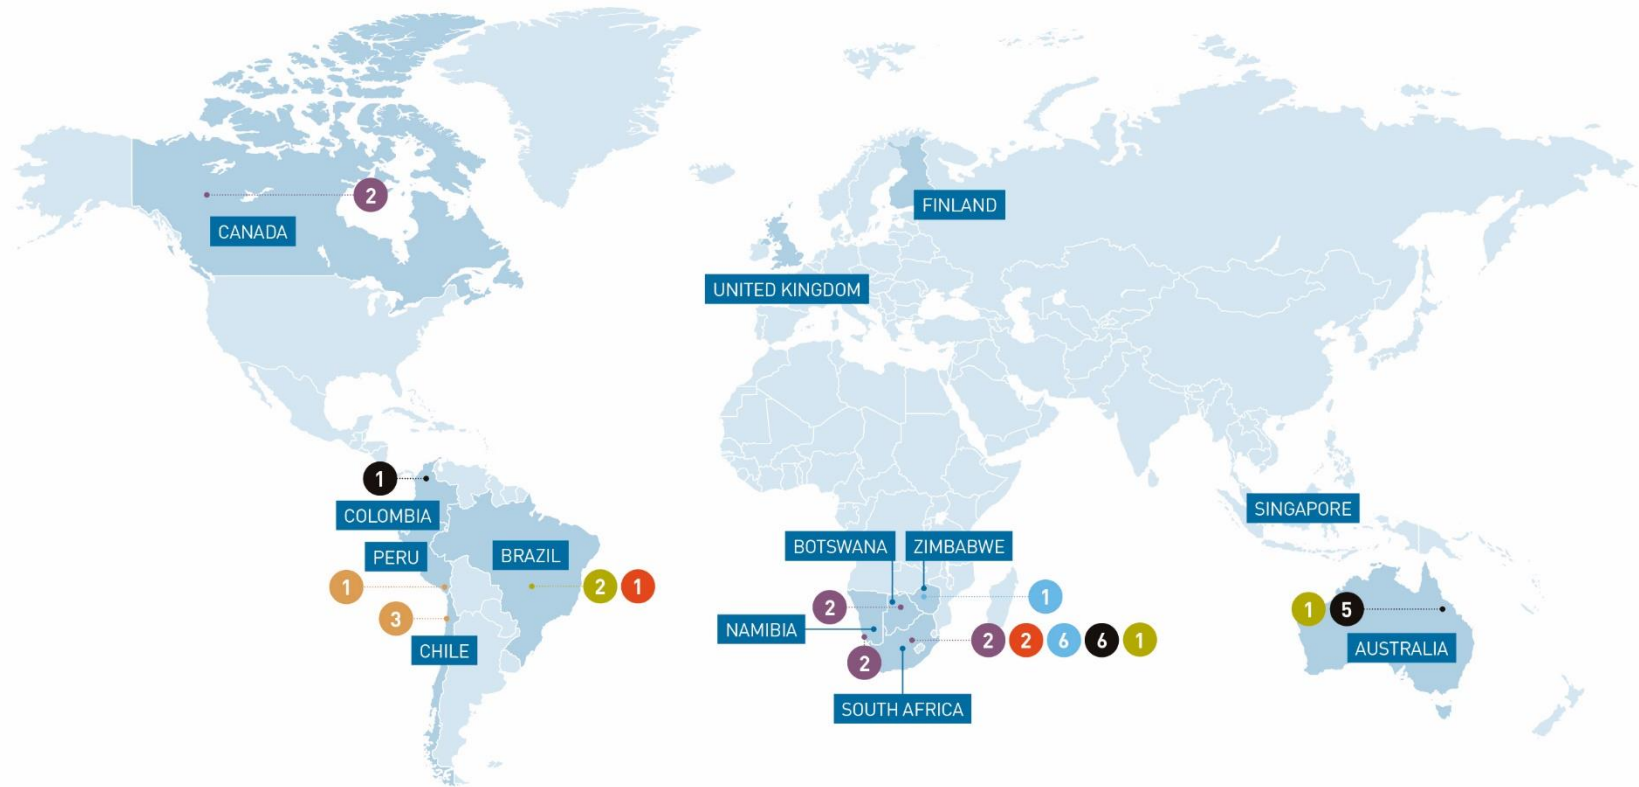 2
CANADA
FINLAND
UNITED KINGDOM
1
COLOMBIA
PERU
BRAZIL
1
2 1
3
CHILE
BOTSWANA ZIMBABWE
2
1
NAMIBIA
2
2 2 6 6 1
SOUTH AFRICA
SINGAPORE
1 5
AUSTRALIA